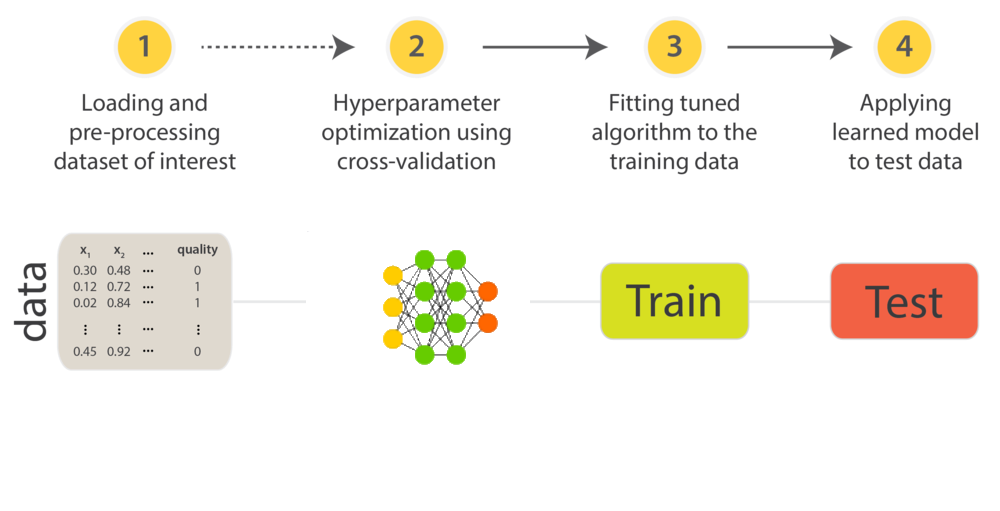 1
2
3
4
Loading and
pre-processing
dataset of interest
Hyperparameter
optimization using
cross-validation
Fitting tuned
algorithm to the
training data
Applying
learned model
to test data
data
x1 x2 ... quality
0.30 0.48 ... 0
0.12 0.72 ... 1
0.02 0.84 ... 1
⋮ ⋮ ... ⋮
0.45 0.92 ... 0
Train
Test